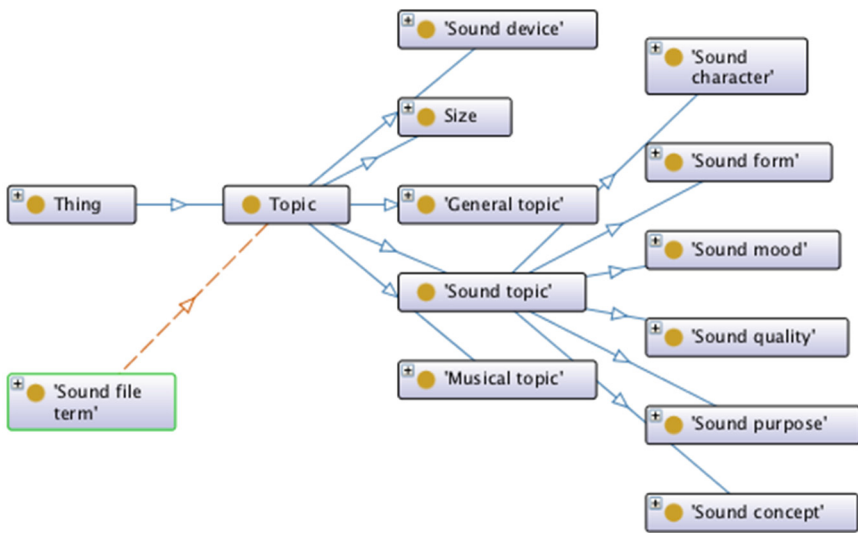 'Sound device'
'Sound
character'
Size
'Sound form'
Thing
Topic
'General topic'
'Sound mood'
'Sound topic'
'Sound quality'
'Sound file
term'
'Musical topic'
'Sound purpose'
'Sound concept'